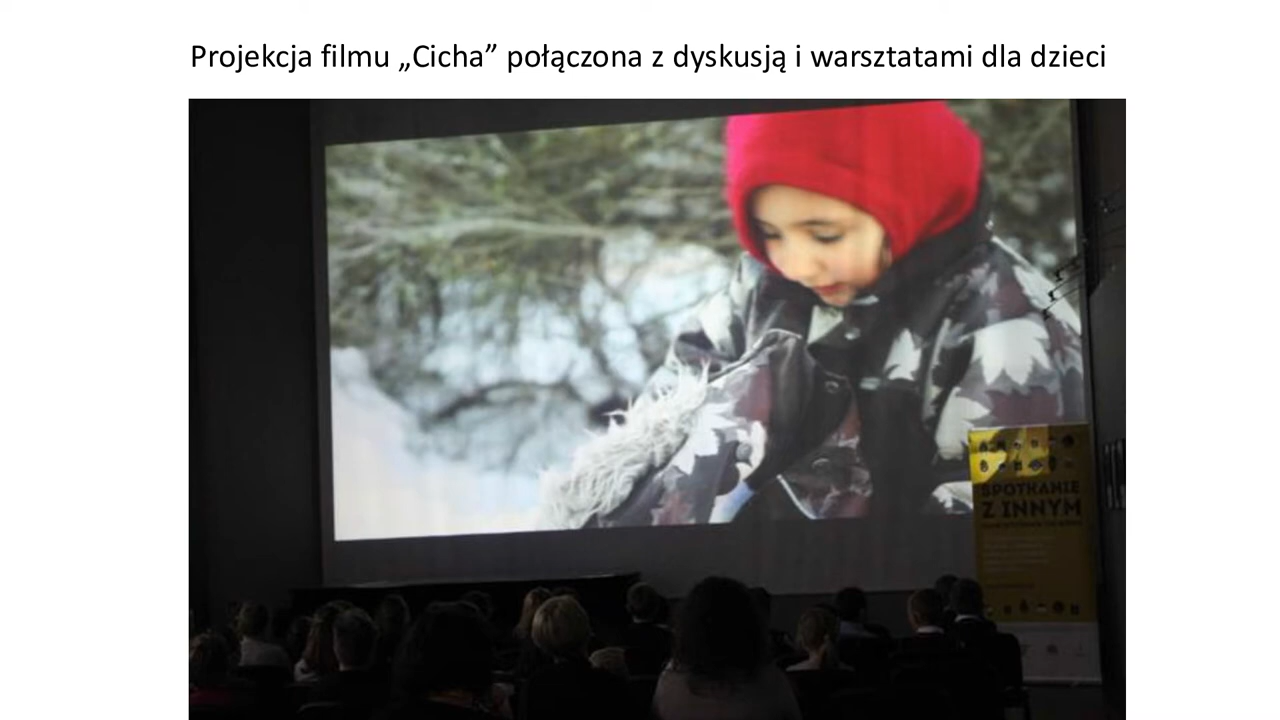 Projekcja filmu „Cicha” połączona z dyskusją i warsztatami dla dzieci
SPOTKANIE
Z INNYM